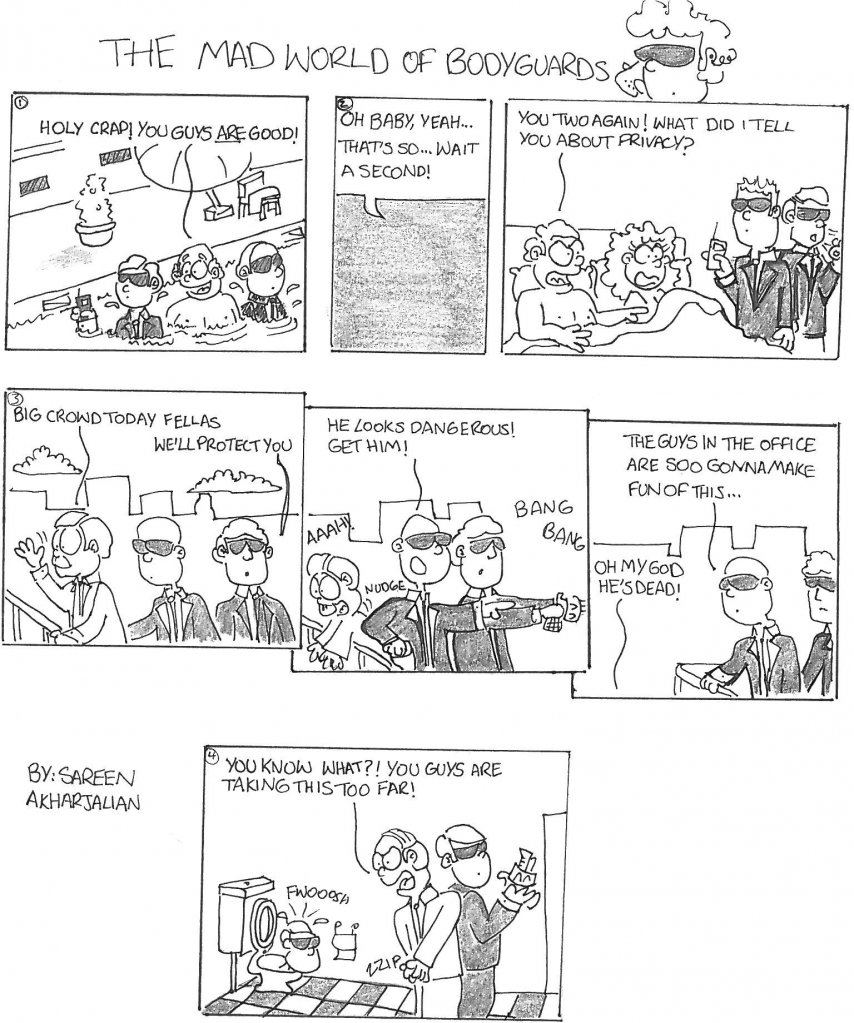 THE MAD WORLD OF BODYGUARDS
1
HOLY CRAP! YOU GUYS ARE GOOD!
2
OH BABY, YEAH...
THAT'S SO... WAIT
A SECOND!
YOU TWO AGAIN! WHAT DID I TELL
YOU ABOUT PRIVACY?
3
BIG CROWD TODAY FELLAS
WE'LL PROTECT YOU
HE LOOKS DANGEROUS!
GET HIM!
AAAH!
NUDGE
BANG
BANG
THE GUYS IN THE OFFICE
ARE SOO GONNA MAKE
FUN OF THIS...
OH MY GOD
HE'S DEAD!
BY: SAREEN
AKHARJALIAN
4
YOU KNOW WHAT?! YOU GUYS ARE
TAKING THIS TOO FAR!
FWOOOSH
ZZIP